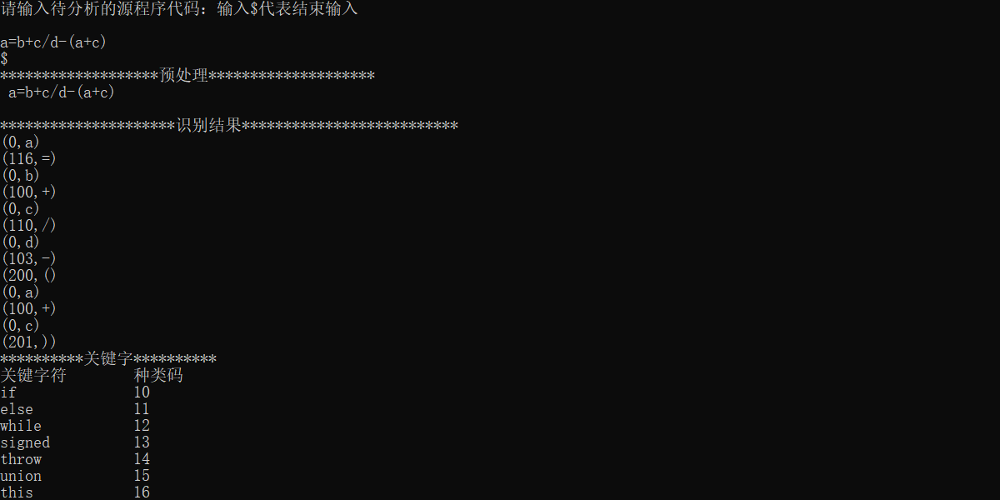 请输入待分析的源程序代码：输入$代表结束输入
a=b+c/d-(a+c)
$
*******************预处理********************
a=b+c/d-(a+c)
*********************识别结果**************************
(0,a)
(116,=)
(0,b)
(100,+)
(0,c)
(110,/)
(0,d)
(103,-)
(200,()
(0,a)
(100,+)
(0,c)
(201,))
**********关键字**********
关键字符 种类码
if 10
else 11
while 12
signed 13
throw 14
union 15
this 16